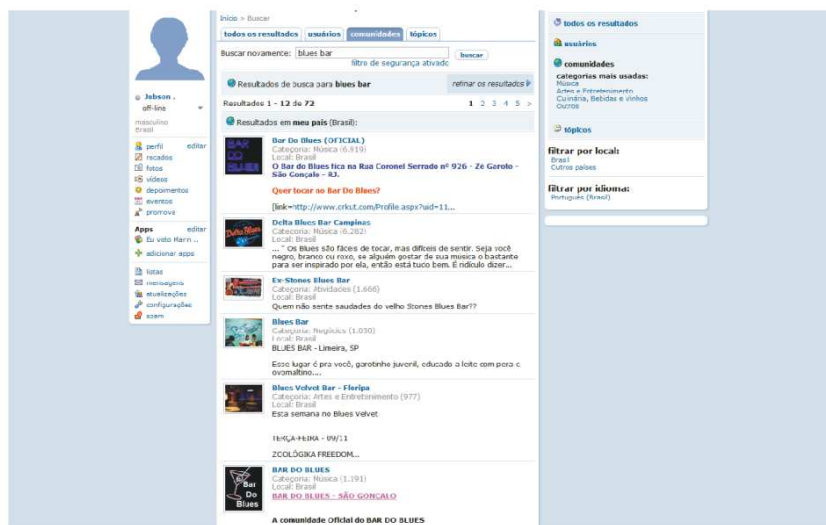 Início > Buscar
todos os resultados
usuários
comunidades
tópicos
Buscar novamente: blues bar
buscar
filtro de segurança ativado
Resultados de busca para blues bar
refinar os resultados
Resultados 1 - 12 de 72
1 2 3 4 5 >
Resultados em meu país (Brasil):
BAR DO BLUES
Bar Do Blues (OFICIAL)
Categoria: Música (6.919)
Local: Brasil
O Bar do Blues fica na Rua Coronel Serrado nº 926 - Zé Garoto -
São Gonçalo - RJ.
Quer tocar no Bar Do Blues?
[link=http://www.orkut.com/Profile.aspx?uid=11...
Delta Blues
Delta Blues Bar Campinas
Categoria: Música (6.282)
Local: Brasil
... " Os Blues são fáceis de tocar, mas difíceis de sentir. Seja você
negro, branco ou roxo, se alguém gostar de sua música o bastante
para ser inspirado por ela, então está tudo bem. É ridículo dizer...
Ex-Stones Blues Bar
Categoria: Atividades (1.666)
Local: Brasil
Quem não sente saudades do velho Stones Blues Bar??
Blues Bar
Categoria: Negócios (1.030)
Local: Brasil
BLUES BAR - Limeira, SP
Esse lugar é pra você, garotinho juvenil, educado a leite com pera e
ovomaltino....
Blues Velvet Bar - Floripa
Categoria: Artes e Entretenimento (977)
Local: Brasil
Esta semana no Blues Velvet
TERÇA-FEIRA - 09/11
ZOOLÓGIKA FREEDOM...
Bar
Do
Blues
BAR DO BLUES
Categoria: Música (1.191)
Local: Brasil
BAR DO BLUES - SÃO GONÇALO
A comunidade Oficial do BAR DO BLUES
Jobson .
off-line
masculino
Brasil
perfil editar
recados
fotos
vídeos
depoimentos
eventos
promova
Apps editar
Eu voto Marin ..
adicionar apps
listas
mensagens
atualizações
configurações
spam
todos os resultados
usuários
comunidades
categorias mais usadas:
Música
Artes e Entretenimento
Culinária, Bebidas e Vinhos
Outros
tópicos
filtrar por local:
Brasil
Outros países
filtrar por idioma:
Português (Brasil)